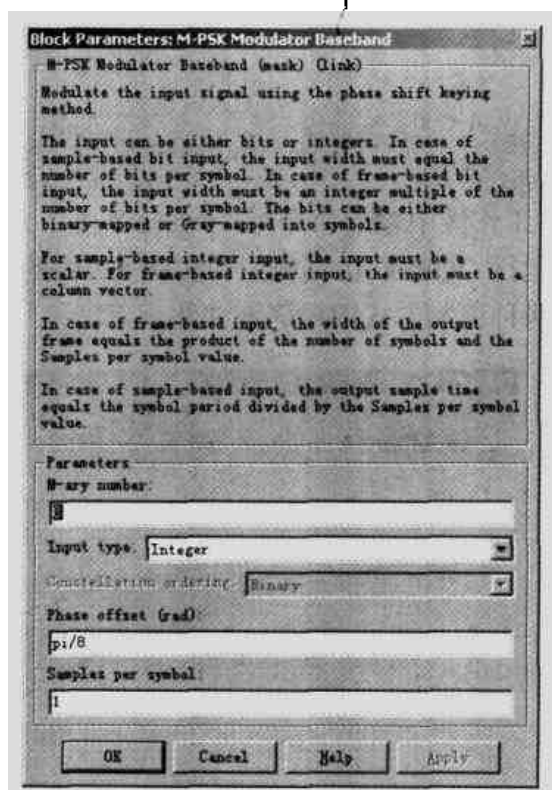 Block Parameters: M-PSK Modulator Baseband
M-PSK Modulator Baseband (mask) (link)
Modulate the input signal using the phase shift keying
method.
The input can be either bits or integers. In case of
sample-based bit input, the input width must equal the
number of bits per symbol. In case of frame-based bit
input, the input width must be an integer multiple of the
number of bits per symbol. The bits can be either
binary-mapped or Gray-mapped into symbols.
For sample-based integer input, the input must be a
scalar. For frame-based integer input, the input must be a
column vector.
In case of frame-based input, the width of the output
frame equals the product of the number of symbols and the
Samples per symbol value.
In case of sample-based input, the output sample time
equals the symbol period divided by the Samples per symbol
value.
Parameters
M-ary number:
Input type: Integer
Constellation ordering: Binary
Phase offset (rad):
pi/8
Samples per symbol:
1
OK Cancel Help Apply